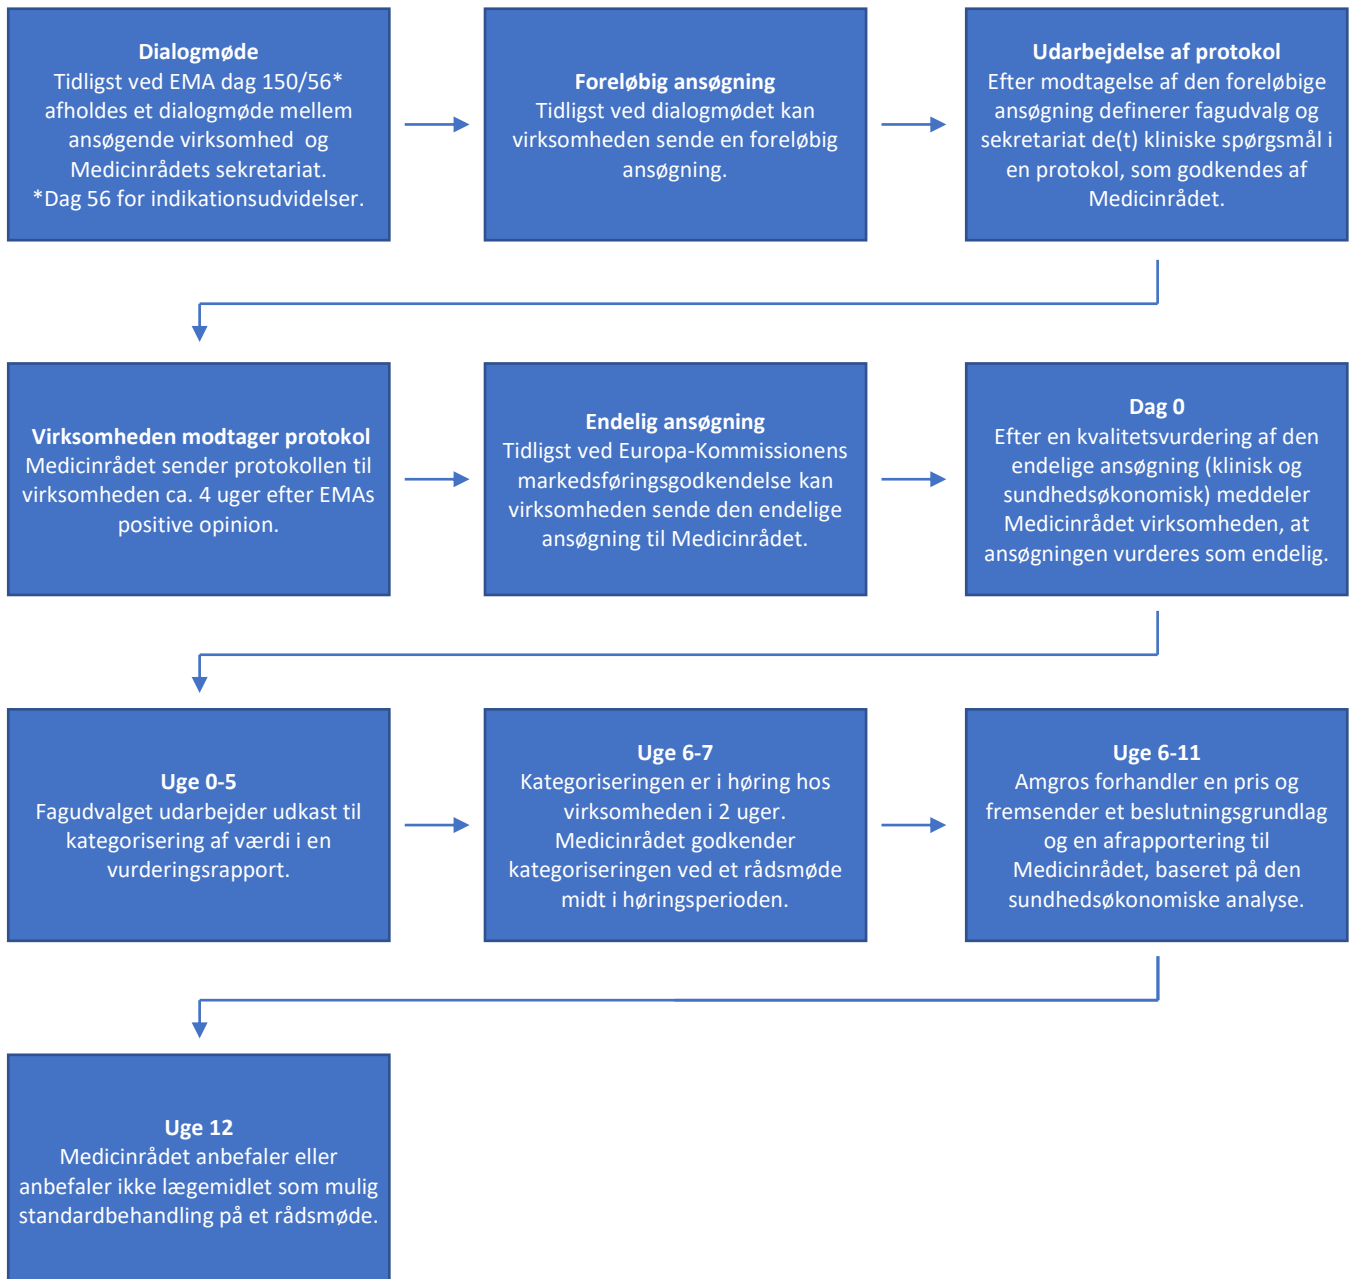 Dialogmøde
Tidligst ved EMA dag 150/56*
afholdes et dialogmøde mellem
ansøgende virksomhed og
Medicinrådets sekretariat.
*Dag 56 for indikationsudvidelser.
Foreløbig ansøgning
Tidligst ved dialogmødet kan
virksomheden sende en foreløbig
ansøgning.
Udarbejdelse af protokol
Efter modtagelse af den foreløbige
ansøgning definerer fagudvalg og
sekretariat de(t) kliniske spørgsmål i
en protokol, som godkendes af
Medicinrådet.
Virksomheden modtager protokol
Medicinrådet sender protokollen til
virksomheden ca. 4 uger efter EMAs
positive opinion.
Endelig ansøgning
Tidligst ved Europa-Kommissionens
markedsføringsgodkendelse kan
virksomheden sende den endelige
ansøgning til Medicinrådet.
Dag 0
Efter en kvalitetsvurdering af den
endelige ansøgning (klinisk og
sundhedsøkonomisk) meddeler
Medicinrådet virksomheden, at
ansøgningen vurderes som endelig.
Uge 0-5
Fagudvalget udarbejder udkast til
kategorisering af værdi i en
vurderingsrapport.
Uge 6-7
Kategoriseringen er i høring hos
virksomheden i 2 uger.
Medicinrådet godkender
kategoriseringen ved et rådsmøde
midt i høringsperioden.
Uge 6-11
Amgros forhandler en pris og
fremsender et beslutningsgrundlag
og en afrapportering til
Medicinrådet, baseret på den
sundhedsøkonomiske analyse.
Uge 12
Medicinrådet anbefaler eller
anbefaler ikke lægemidlet som mulig
standardbehandling på et rådsmøde.